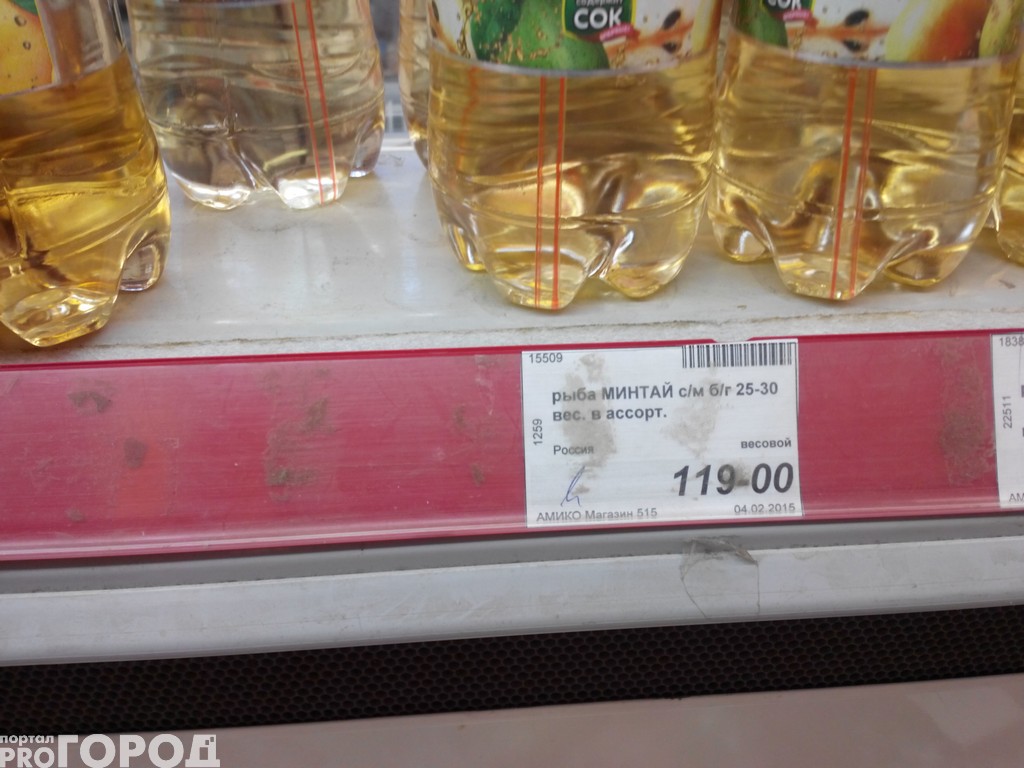 СОК
СОК
15509
1838
рыба МИНТАЙ с/м б/г 25-30
вес. в ассорт.
1259
22511
Россия
весовой
119-00
АМИКО Магазин 515
04.02.2015
АМ
портал
PROГОРОД